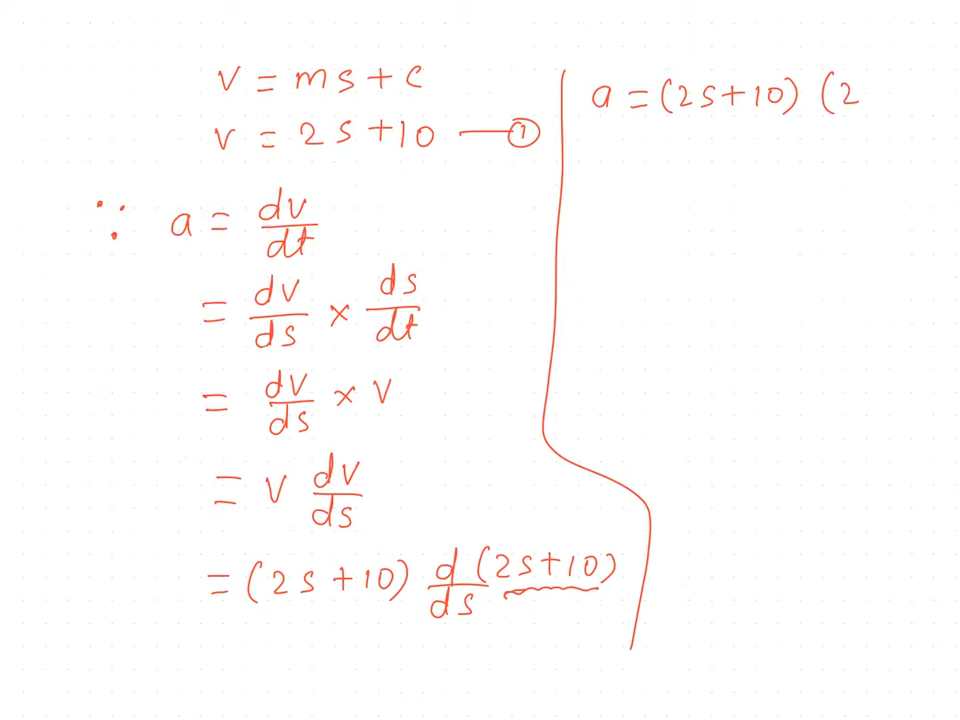 v = ms + c
v = 2s + 10 —— ①
∵ a = dv/dt
= dv/ds × ds/dt
= dv/ds × v
= v dv/ds
= (2s + 10) d/ds (2s + 10)
a = (2s + 10) (2